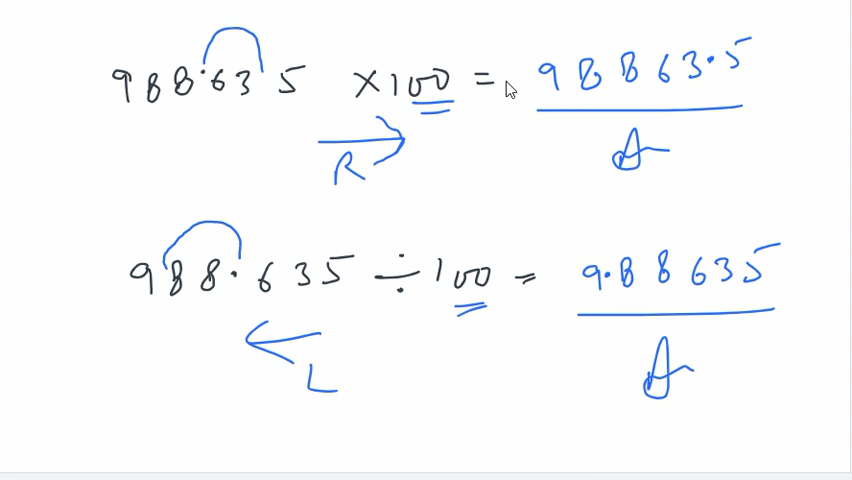 988.635 ×100 = 98863.5
R A
988.635 ÷ 100 = 9.88635
L A